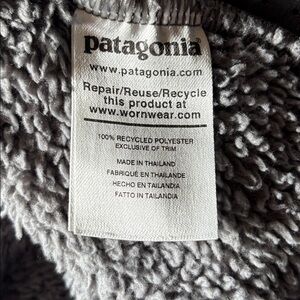 patagonia
www.patagonia.com
Repair/Reuse/Recycle
this product at
www.wornwear.com
100% RECYCLED POLYESTER
EXCLUSIVE OF TRIM
MADE IN THAILAND
FABRIQUÉ EN THAILANDE
HECHO EN TAILANDIA
FATTO IN TAILANDIA